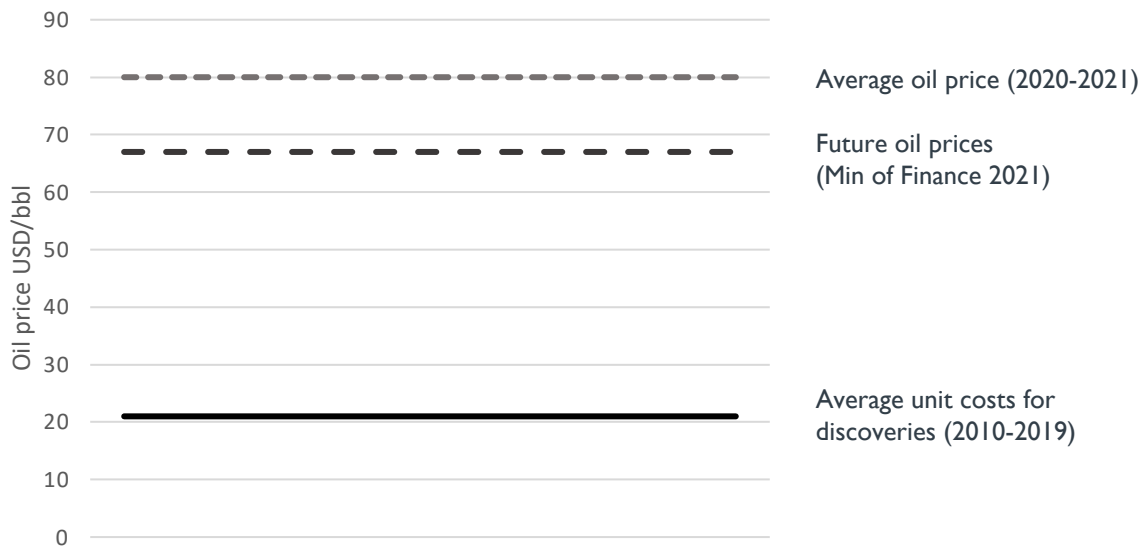 90
80
70
60
50
40
30
20
10
0
Oil price USD/bbl
Average oil price (2020-2021)
Future oil prices
(Min of Finance 2021)
Average unit costs for
discoveries (2010-2019)